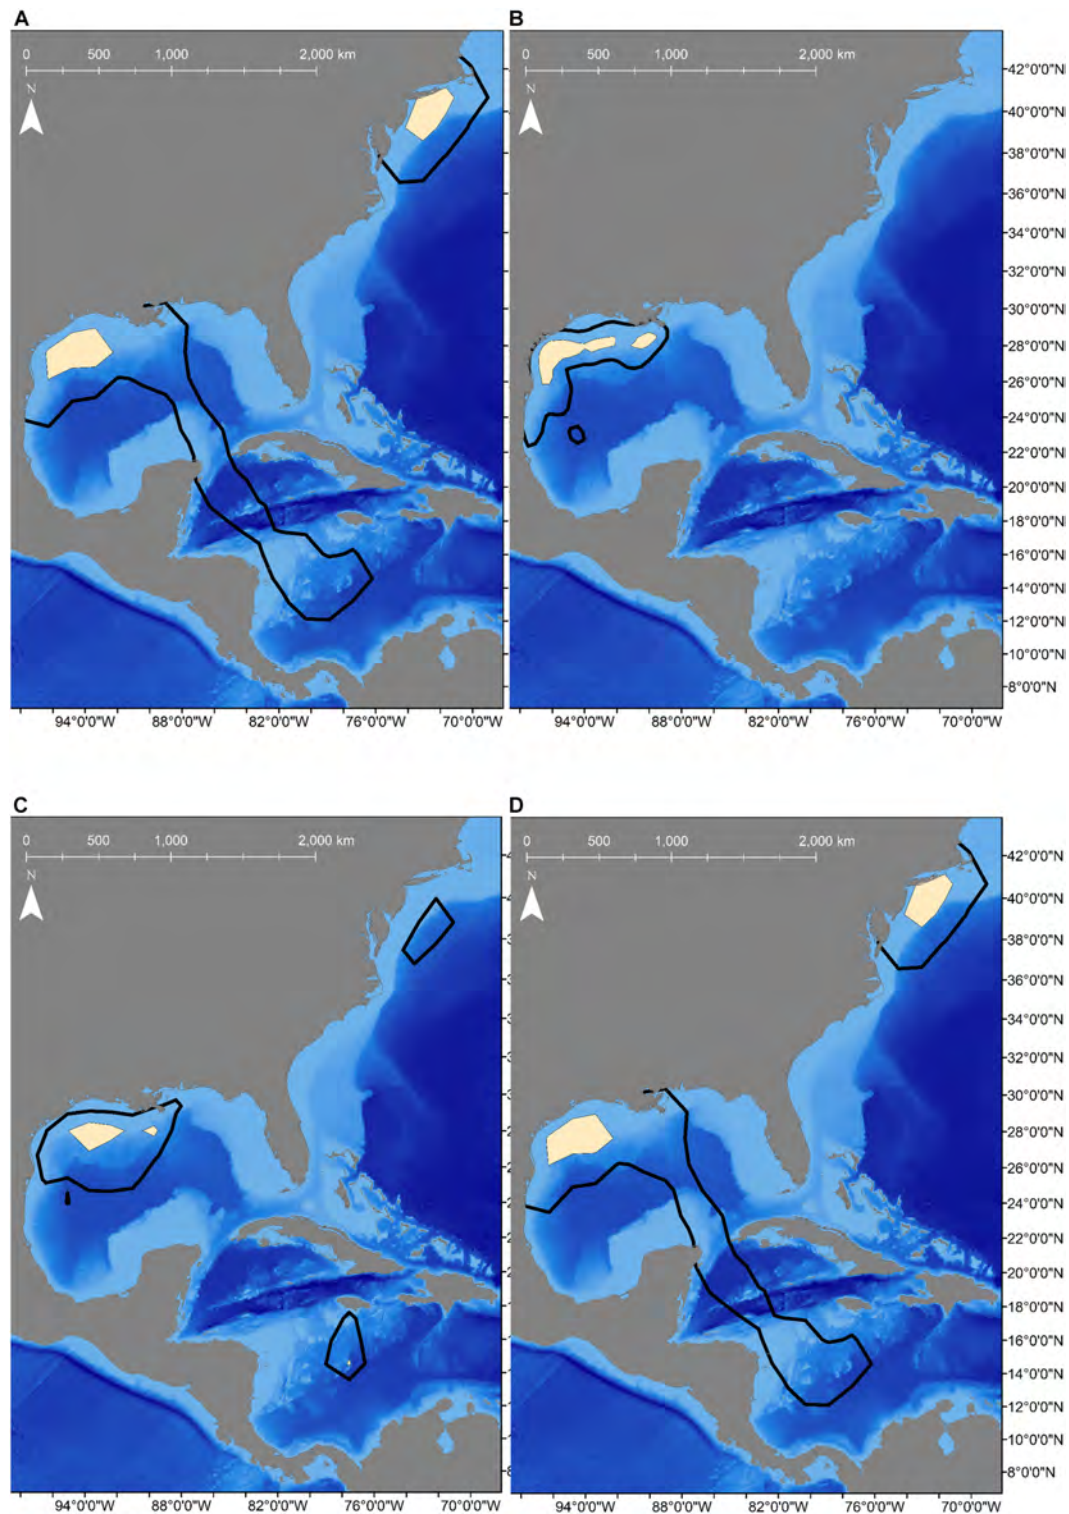 A
0 500 1,000 2,000 km
N
B
0 500 1,000 2,000 km
N
42°0'0"N
40°0'0"N
38°0'0"N
36°0'0"N
34°0'0"N
32°0'0"N
30°0'0"N
28°0'0"N
26°0'0"N
24°0'0"N
22°0'0"N
20°0'0"N
18°0'0"N
16°0'0"N
14°0'0"N
12°0'0"N
10°0'0"N
8°0'0"N
94°0'0"W 88°0'0"W 82°0'0"W 76°0'0"W 70°0'0"W
94°0'0"W 88°0'0"W 82°0'0"W 76°0'0"W 70°0'0"W
C
0 500 1,000 2,000 km
N
D
0 500 1,000 2,000 km
N
42°0'0"N
40°0'0"N
38°0'0"N
36°0'0"N
34°0'0"N
32°0'0"N
30°0'0"N
28°0'0"N
26°0'0"N
24°0'0"N
22°0'0"N
20°0'0"N
18°0'0"N
16°0'0"N
14°0'0"N
12°0'0"N
10°0'0"N
8°0'0"N
94°0'0"W 88°0'0"W 82°0'0"W 76°0'0"W 70°0'0"W
94°0'0"W 88°0'0"W 82°0'0"W 76°0'0"W 70°0'0"W